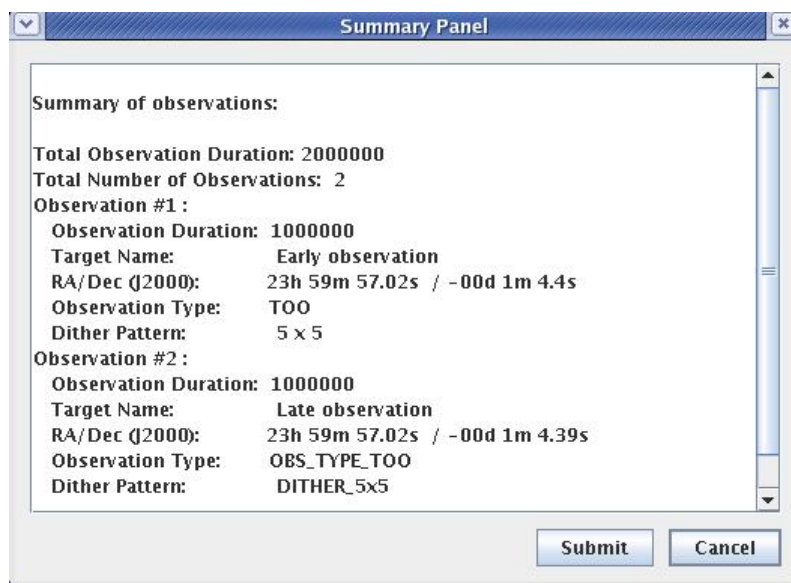 Summary Panel
Summary of observations:
Total Observation Duration: 2000000
Total Number of Observations: 2
Observation #1 :
Observation Duration: 1000000
Target Name: Early observation
RA/Dec (J2000): 23h 59m 57.02s / -00d 1m 4.4s
Observation Type: TOO
Dither Pattern: 5 x 5
Observation #2 :
Observation Duration: 1000000
Target Name: Late observation
RA/Dec (J2000): 23h 59m 57.02s / -00d 1m 4.39s
Observation Type: OBS_TYPE_TOO
Dither Pattern: DITHER_5x5
Submit Cancel